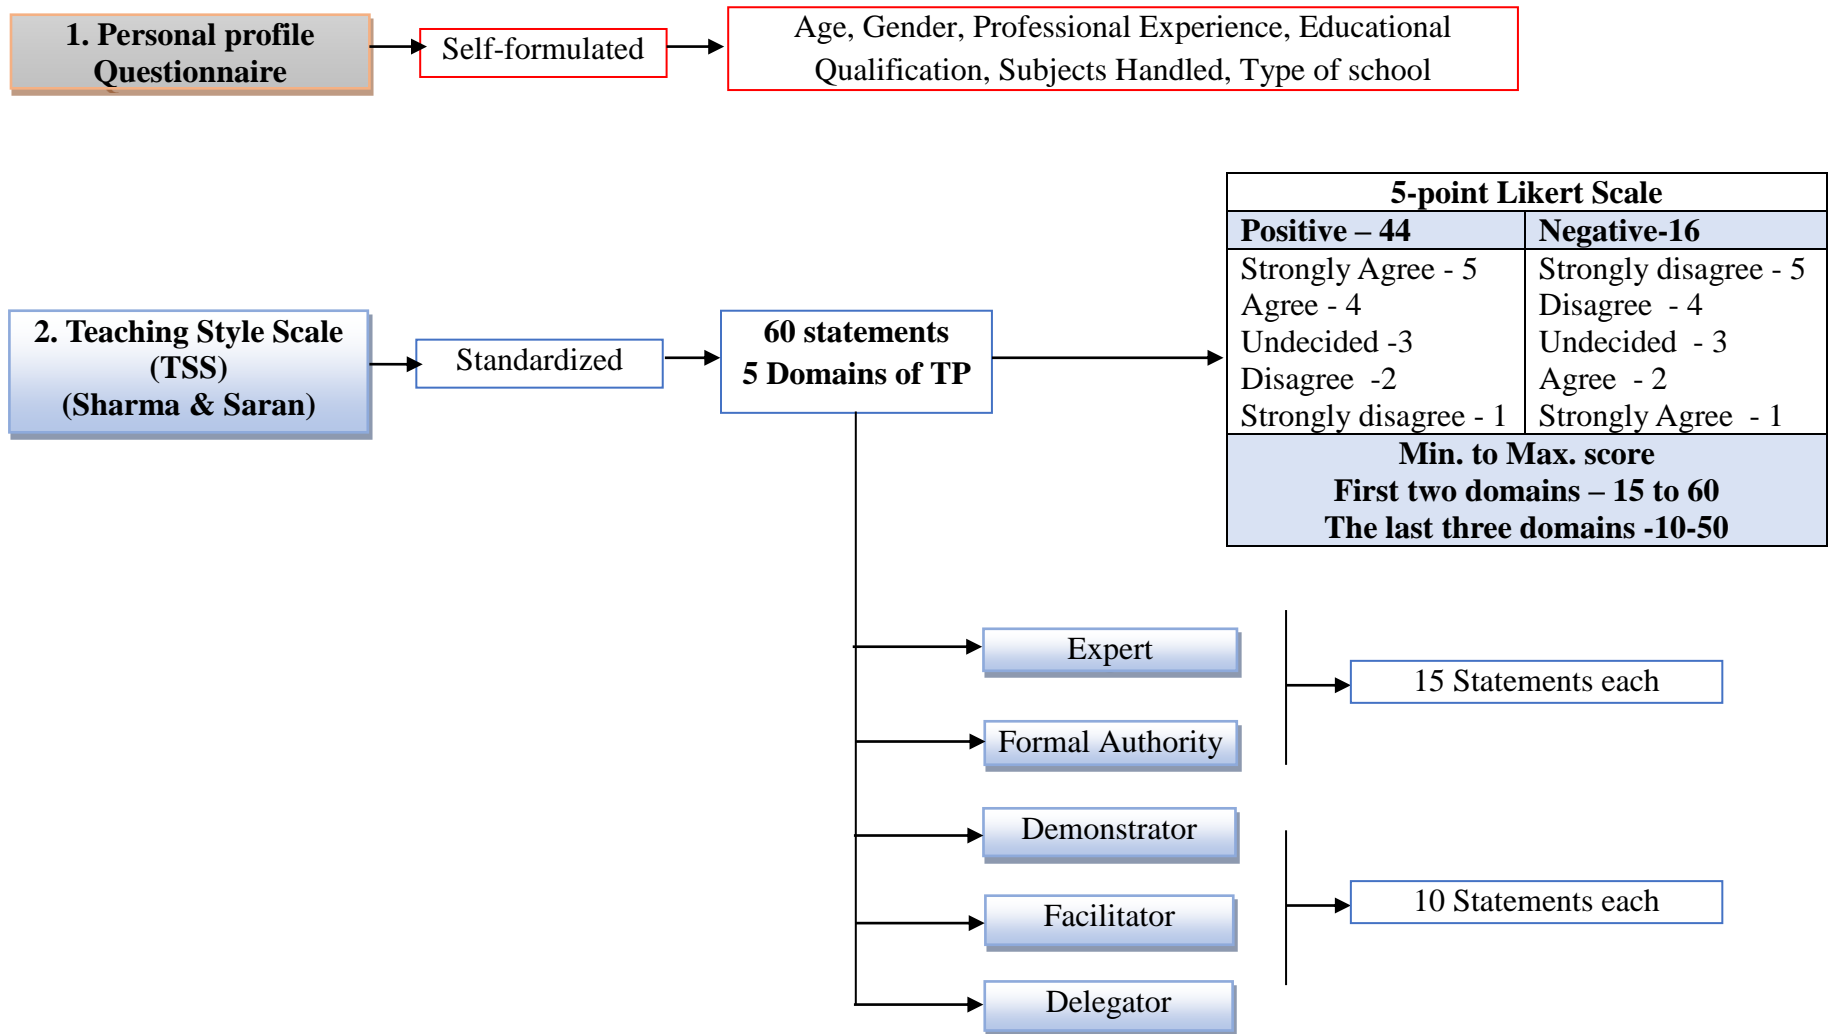 1. Personal profile
Questionnaire
Self-formulated
Age, Gender, Professional Experience, Educational
Qualification, Subjects Handled, Type of school
5-point Likert Scale
Positive – 44
Negative-16
Strongly Agree - 5
Strongly disagree - 5
Agree - 4
Disagree - 4
Undecided -3
Undecided - 3
Disagree -2
Agree - 2
Strongly disagree - 1
Strongly Agree - 1
Min. to Max. score
First two domains – 15 to 60
The last three domains -10-50
2. Teaching Style Scale
(TSS)
(Sharma & Saran)
Standardized
60 statements
5 Domains of TP
Expert
Formal Authority
15 Statements each
Demonstrator
Facilitator
Delegator
10 Statements each